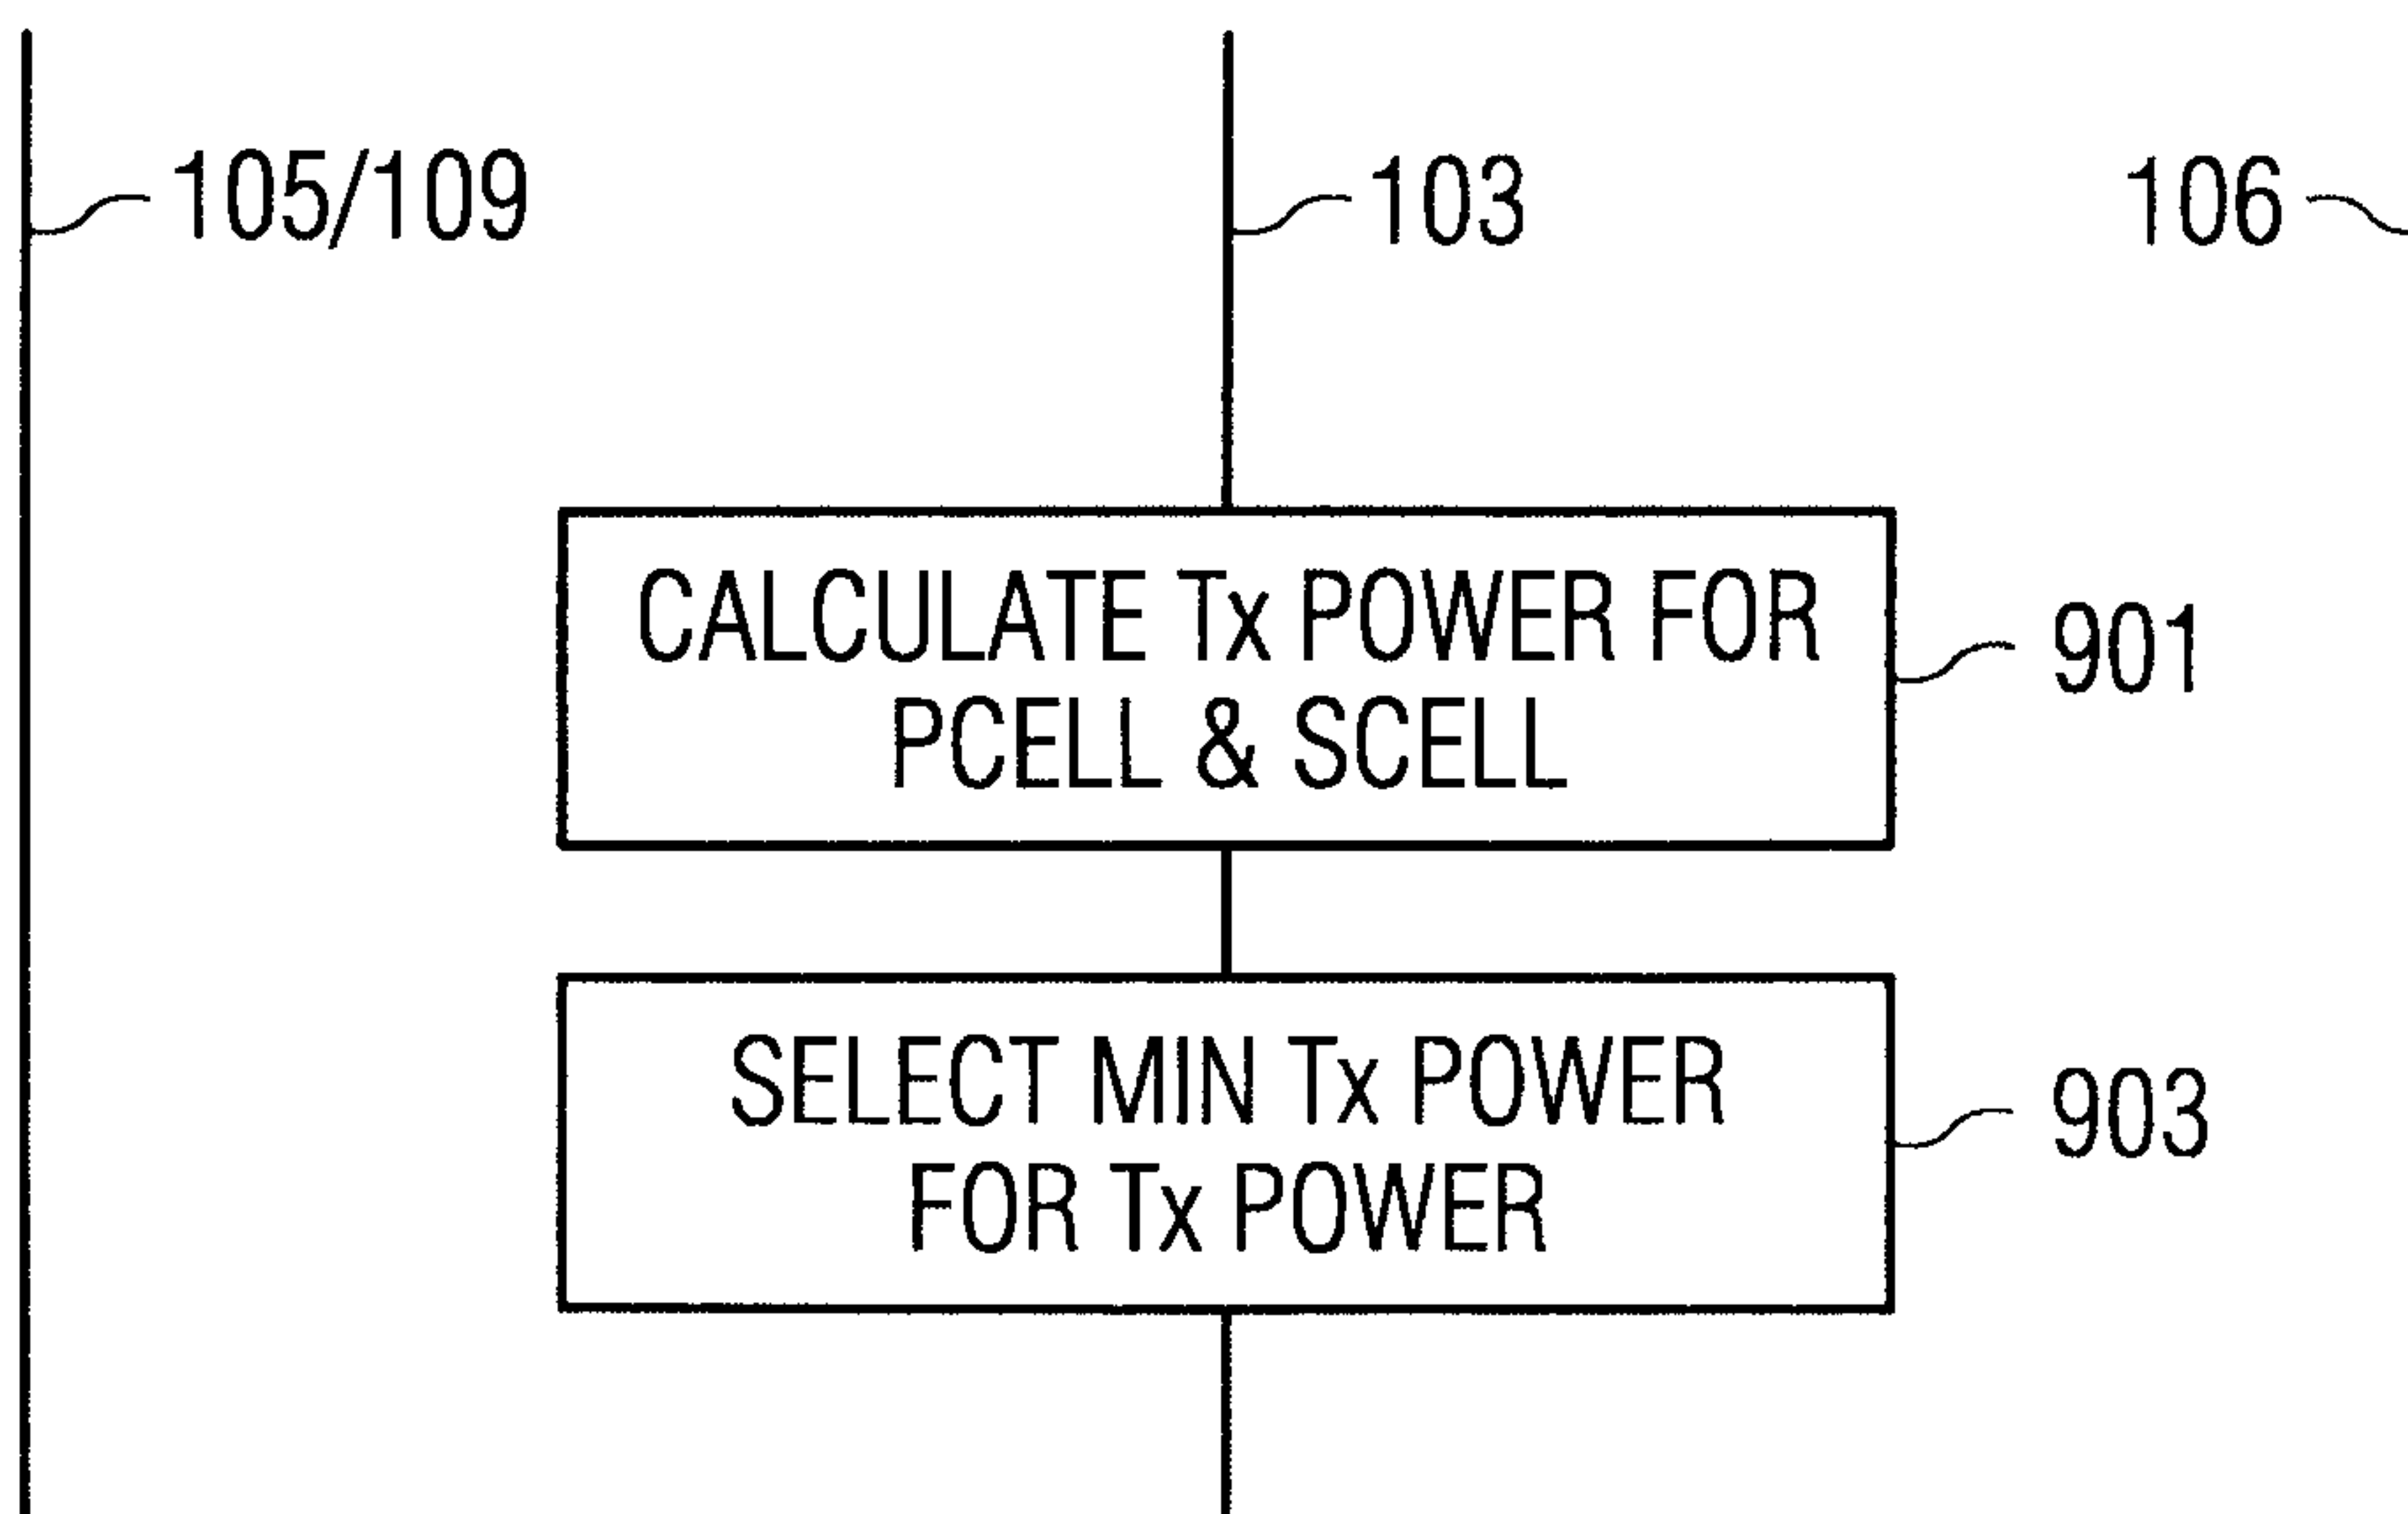 105/109
103
106
CALCULATE Tx POWER FOR
PCELL & SCELL
901
SELECT MIN Tx POWER
FOR Tx POWER
903